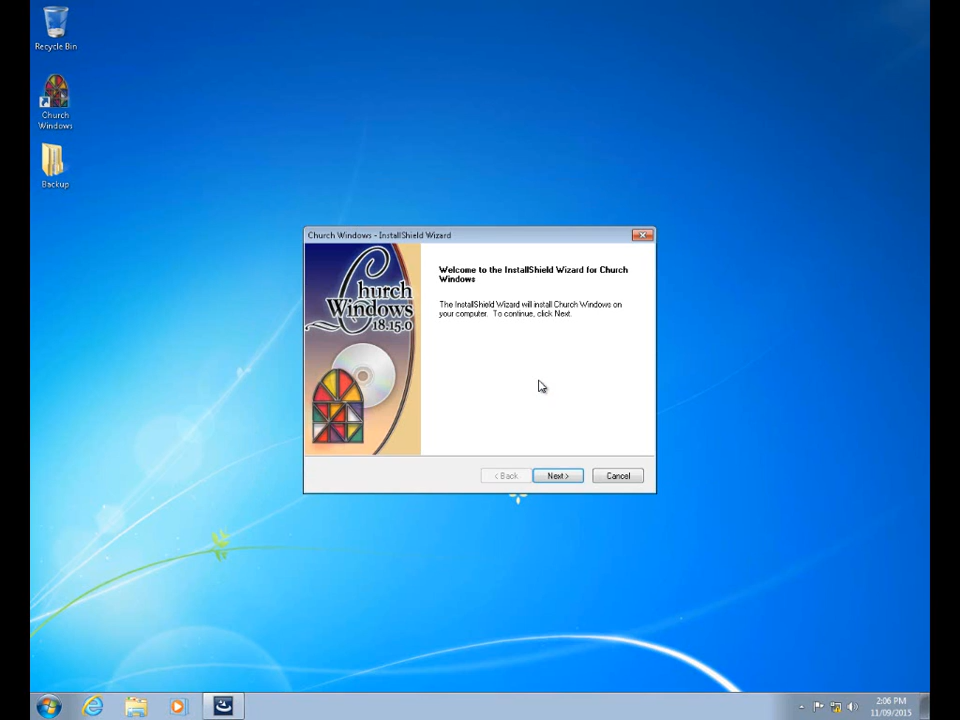 Recycle Bin
Church
Windows
Backup
Church Windows - InstallShield Wizard
Church
Windows
18.15.0
Welcome to the InstallShield Wizard for Church
Windows
The InstallShield Wizard will install Church Windows on
your computer. To continue, click Next.
< Back
Next >
Cancel
2:06 PM
11/09/2015